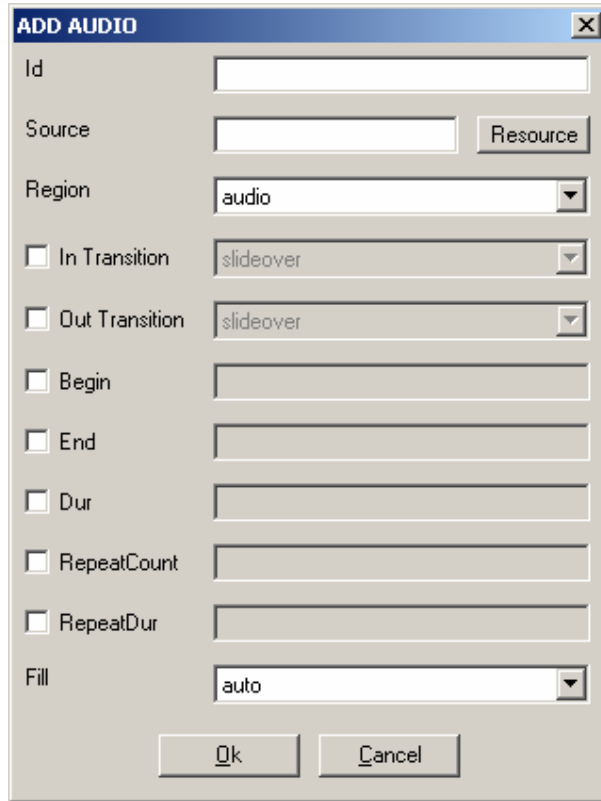 ADD AUDIO
Id
Source Resource
Region audio
In Transition slideover
Out Transition slideover
Begin
End
Dur
RepeatCount
RepeatDur
Fill auto
Ok Cancel